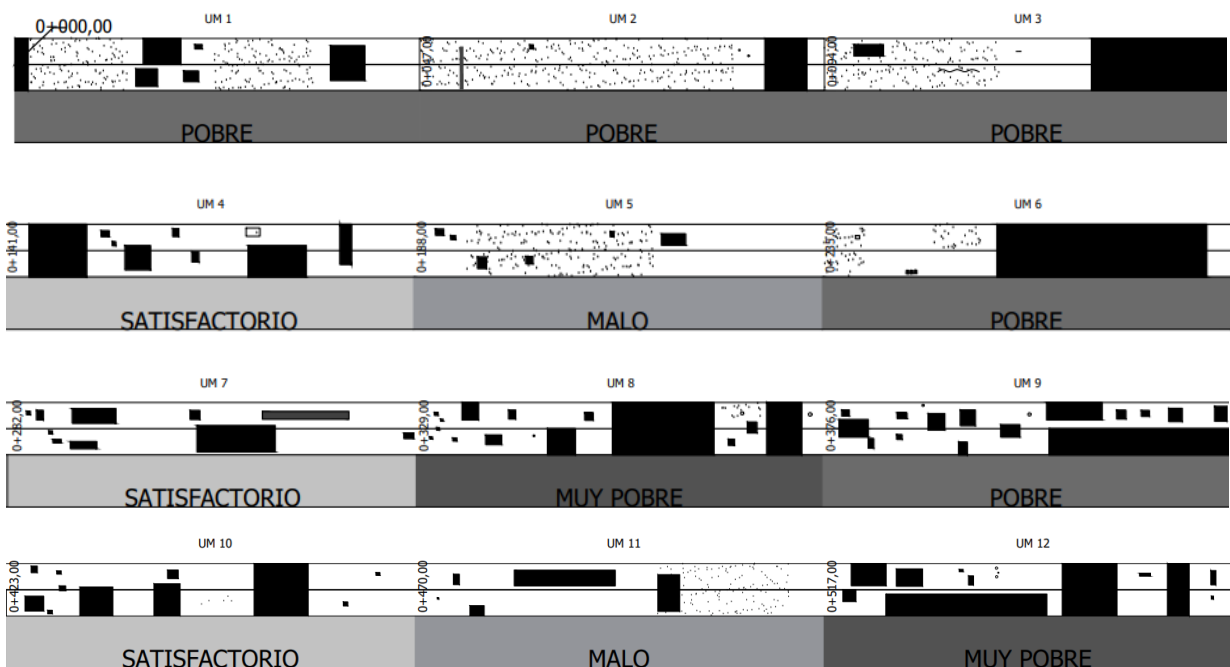 UM 1 UM 2 UM 3
0+000,00 0+047,00 0+094,00
POBRE POBRE POBRE
UM 4 UM 5 UM 6
0+141,00 0+188,00 0+235,00
SATISFACTORIO MALO POBRE
UM 7 UM 8 UM 9
0+282,00 0+329,00 0+376,00
SATISFACTORIO MUY POBRE POBRE
UM 10 UM 11 UM 12
0+423,00 0+470,00 0+517,00
SATISFACTORIO MALO MUY POBRE